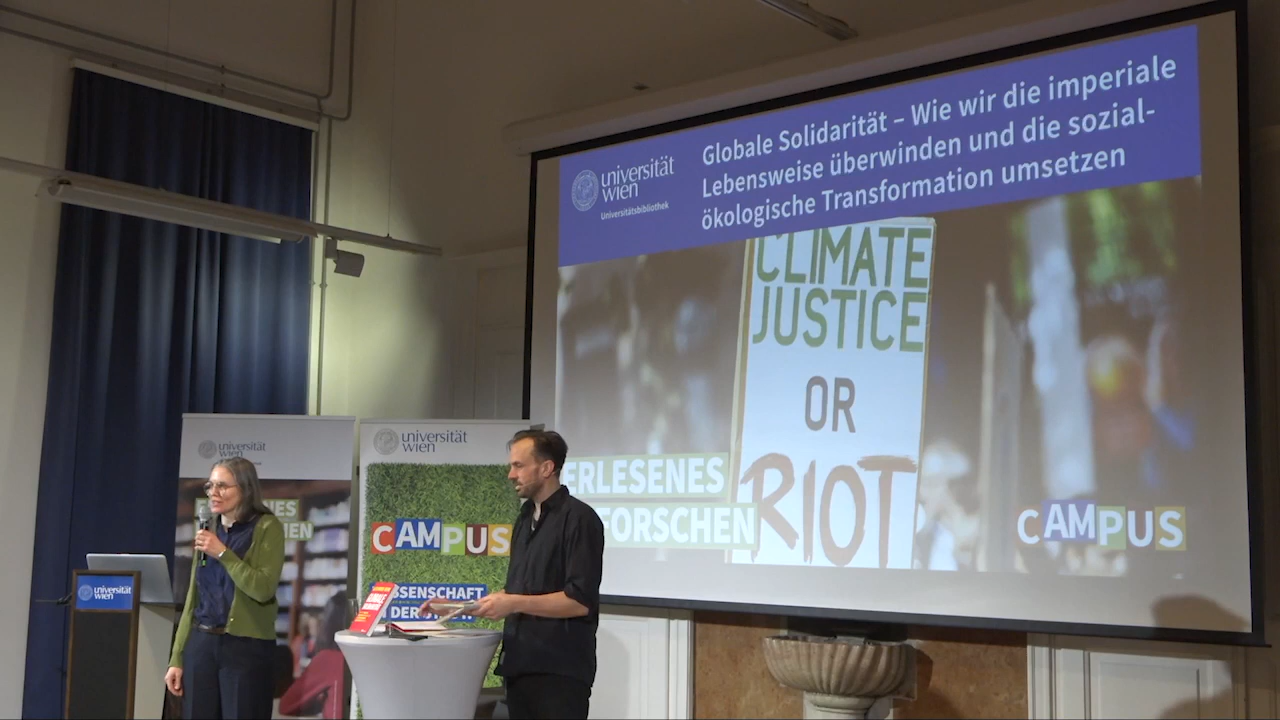 universität
wien
Universitätsbibliothek
Globale Solidarität – Wie wir die imperiale
Lebensweise überwinden und die sozial-
ökologische Transformation umsetzen
CLIMATE
JUSTICE
OR
RIOT
ERLESENES
FORSCHEN
CAMPUS
universität
wien
universität
wien
CAMPUS
universität
wien